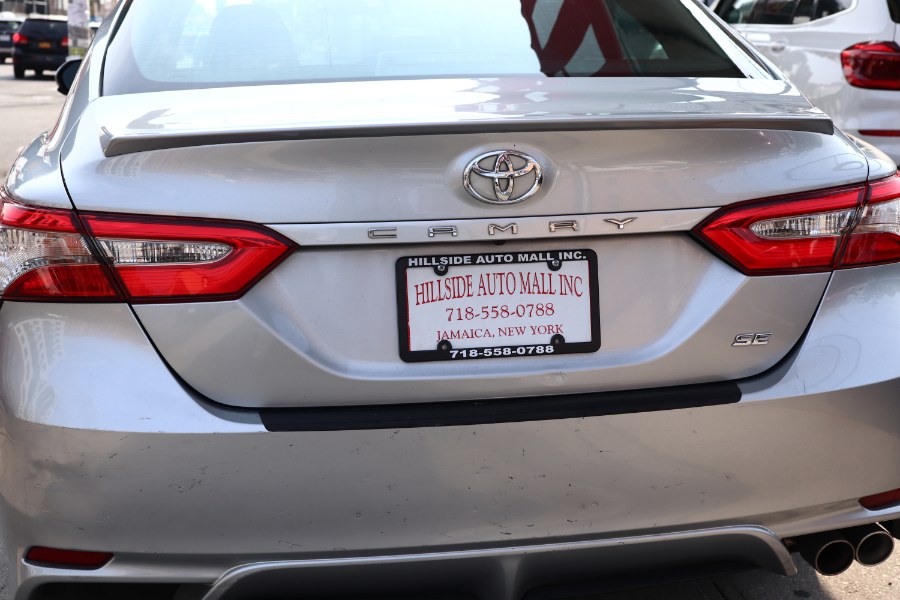 CAMRY
HILLSIDE AUTO MALL INC.
HILLSIDE AUTO MALL INC
718-558-0788
JAMAICA, NEW YORK
718-558-0788
SE